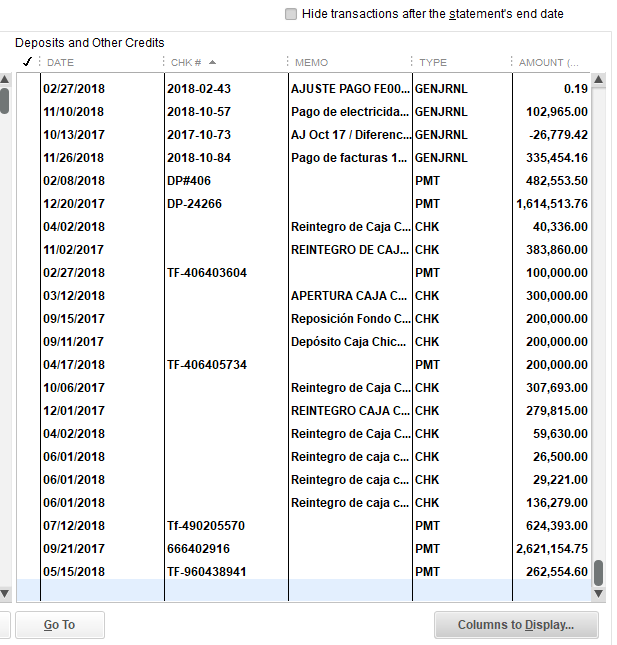 Hide transactions after the statement's end date
Deposits and Other Credits
✓ DATE CHK # MEMO TYPE AMOUNT (...
02/27/2018 2018-02-43 AJUSTE PAGO FE00... GENJRNL 0.19
11/10/2018 2018-10-57 Pago de electricida... GENJRNL 102,965.00
10/13/2017 2017-10-73 AJ Oct 17 / Diferenc... GENJRNL -26,779.42
11/26/2018 2018-10-84 Pago de facturas 1... GENJRNL 335,454.16
02/08/2018 DP#406 PMT 482,553.50
12/20/2017 DP-24266 PMT 1,614,513.76
04/02/2018 Reintegro de Caja C... CHK 40,336.00
11/02/2017 REINTEGRO DE CAJ... CHK 383,860.00
02/27/2018 TF-406403604 PMT 100,000.00
03/12/2018 APERTURA CAJA C... CHK 300,000.00
09/15/2017 Reposición Fondo C... CHK 200,000.00
09/11/2017 Depósito Caja Chic... CHK 200,000.00
04/17/2018 TF-406405734 PMT 200,000.00
10/06/2017 Reintegro de Caja C... CHK 307,693.00
12/01/2017 REINTEGRO CAJA C... CHK 279,815.00
04/02/2018 Reintegro de Caja C... CHK 59,630.00
06/01/2018 Reintegro de caja c... CHK 26,500.00
06/01/2018 Reintegro de caja c... CHK 29,221.00
06/01/2018 Reintegro de caja c... CHK 136,279.00
07/12/2018 Tf-490205570 PMT 624,393.00
09/21/2017 666402916 PMT 2,621,154.75
05/15/2018 TF-960438941 PMT 262,554.60
Go To Columns to Display...